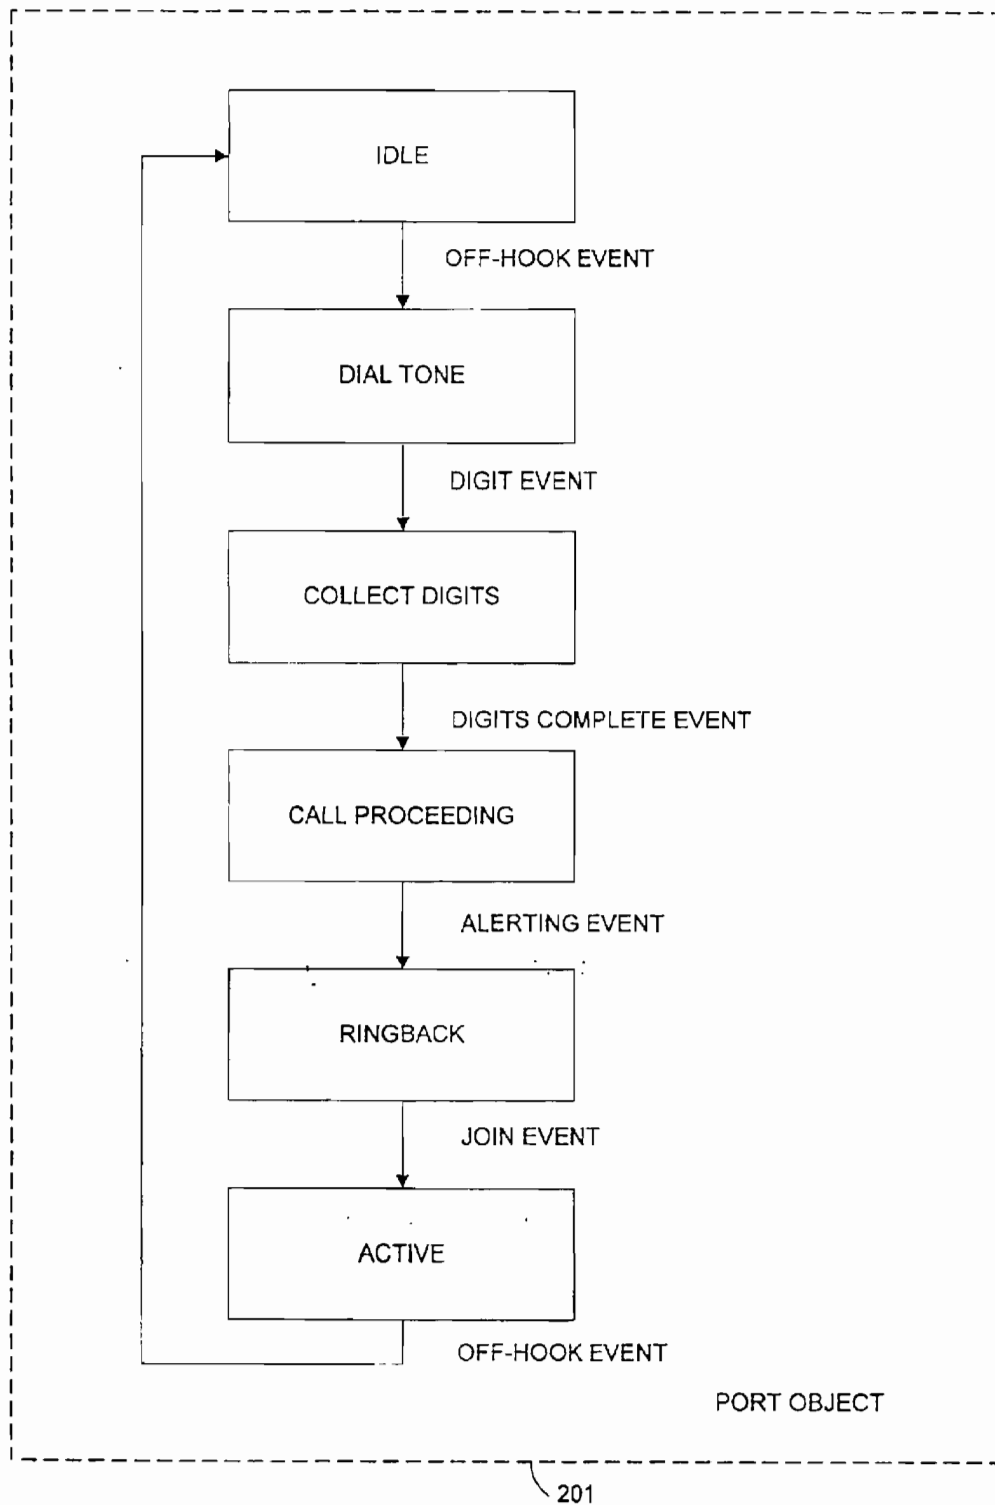 IDLE
OFF-HOOK EVENT
DIAL TONE
DIGIT EVENT
COLLECT DIGITS
DIGITS COMPLETE EVENT
CALL PROCEEDING
ALERTING EVENT
RINGBACK
JOIN EVENT
ACTIVE
OFF-HOOK EVENT
PORT OBJECT
201